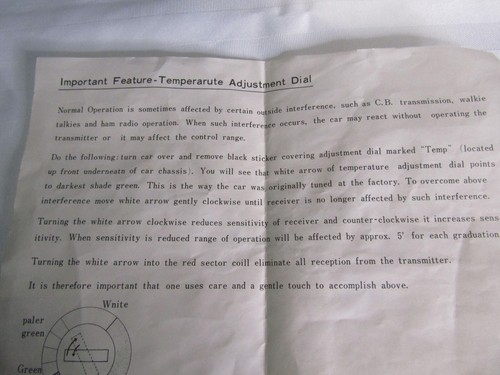 Important Feature-Temperarute Adjustment Dial
Normal Operation is sometimes affected by certain outside interference, such as C.B. transmission, walkie
talkies and ham radio operation. When such interference occurs, the car may react without operating the
transmitter or it may affect the control range.
Do the following: turn car over and remove black sticker covering adjustment dial marked "Temp" (located
up front underneatn of car chassis). You will see that white arrow of temperature adjustment dial points
to darkest shade green. This is the way the car was originally tuned at the factory. To overcome above
interference move white arrow gently clockwise until receiver is no longer affected by such interference.
Turning the white arrow clockwise reduces sensitivity of receiver and counter-clockwise it increases sens
itivity. When sensitivity is reduced range of operation will be affected by approx. 5' for each graduation
Turning the white arrow into the red sector coill eliminate all reception from the transmitter.
It is therefore important that one uses care and a gentle touch to accomplish above.
Wnite
paler
green
Green